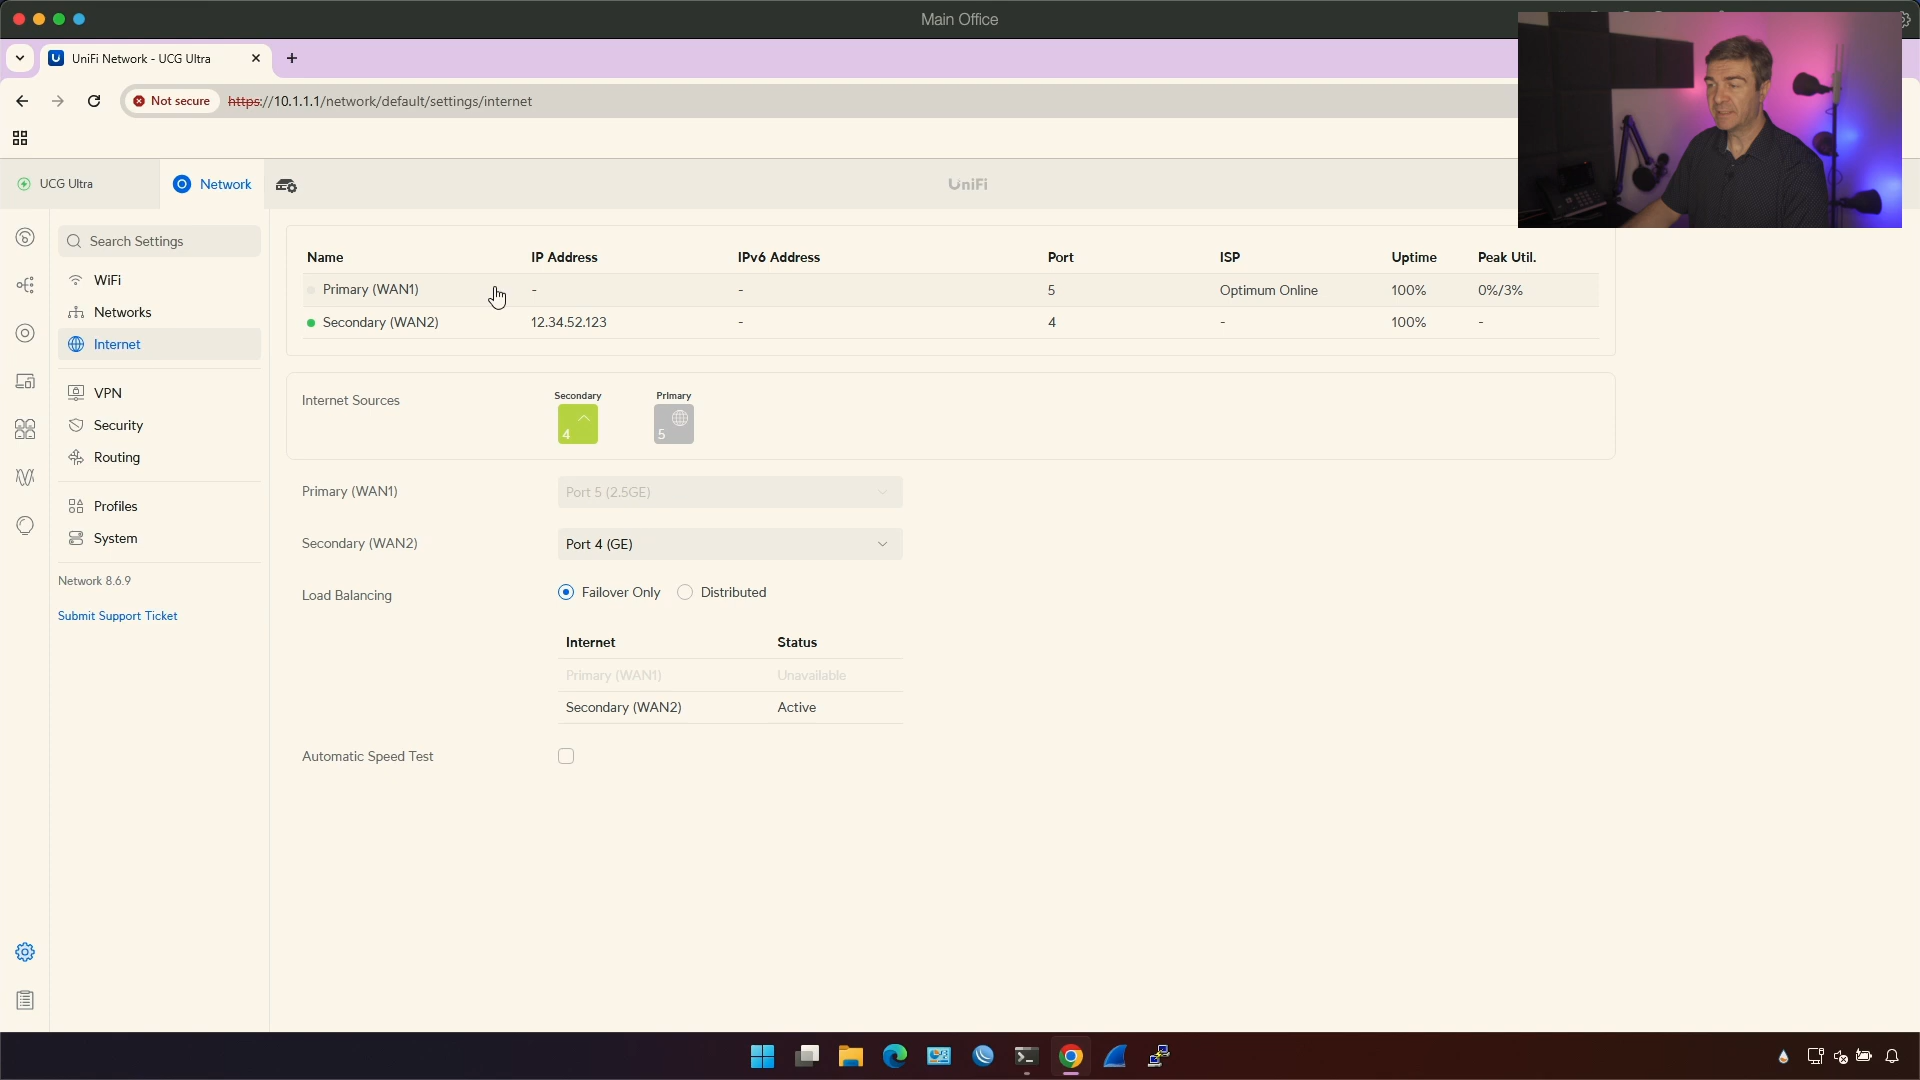 Main Office
UniFi Network - UCG Ultra
Not secure https://10.1.1.1/network/default/settings/internet
UCG Ultra Network UniFi
Search Settings
WiFi
Networks
Internet
VPN
Security
Routing
Profiles
System
Network 8.6.9
Submit Support Ticket
Name IP Address IPv6 Address Port ISP Uptime Peak Util.
Primary (WAN1) - - 5 Optimum Online 100% 0%/3%
Secondary (WAN2) 12.34.52.123 - 4 - 100% -
Internet Sources
Secondary Primary
4 5
Primary (WAN1) Port 5 (2.5GE)
Secondary (WAN2) Port 4 (GE)
Load Balancing Failover Only Distributed
Internet Status
Primary (WAN1) Unavailable
Secondary (WAN2) Active
Automatic Speed Test